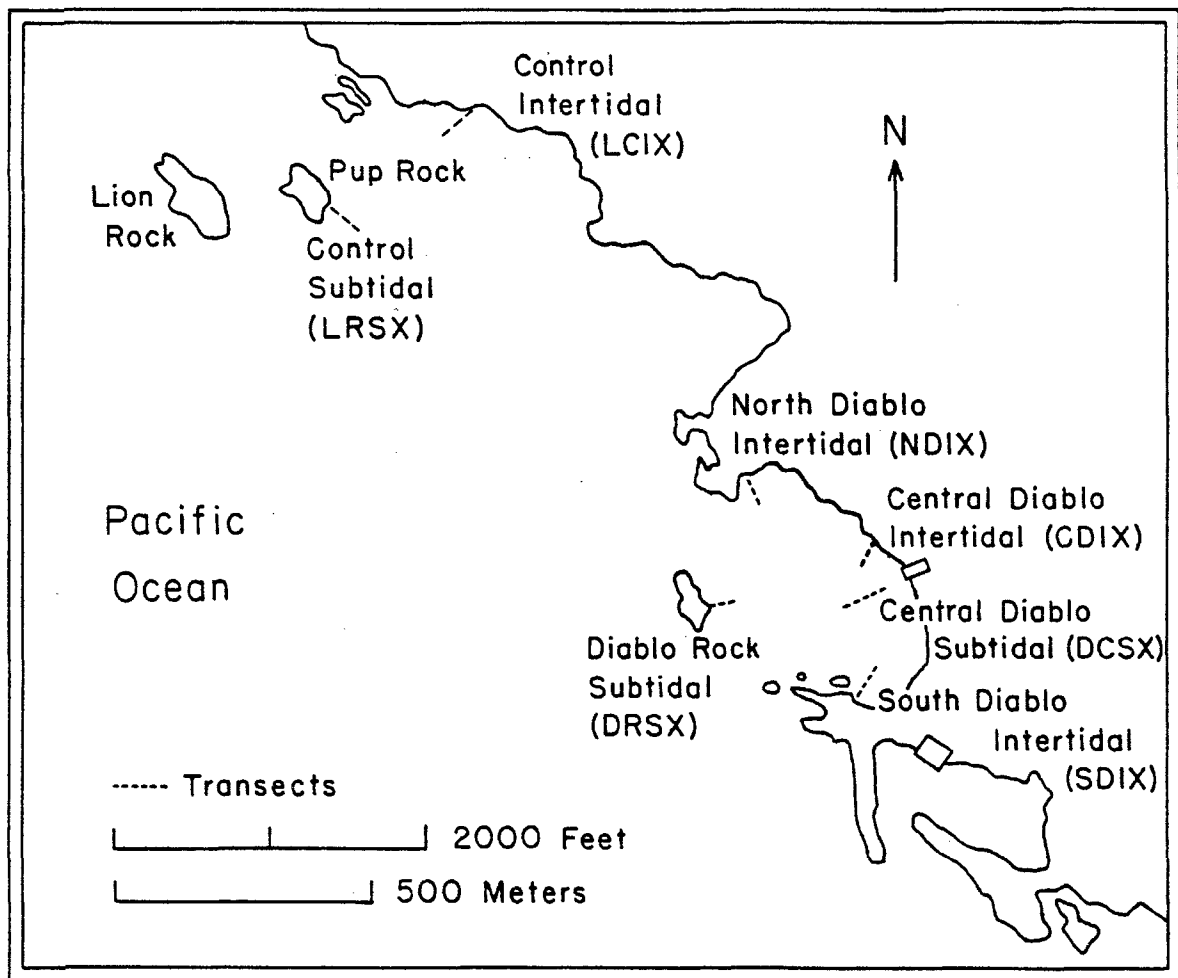 Control
Intertidal
(LCIX)
N
Pup Rock
Lion
Rock
Control
Subtidal
(LRSX)
North Diablo
Intertidal (NDIX)
Central Diablo
Intertidal (CDIX)
Pacific
Ocean
Central Diablo
Subtidal (DCSX)
Diablo Rock
Subtidal
(DRSX)
South Diablo
Intertidal
(SDIX)
Transects
2000 Feet
500 Meters